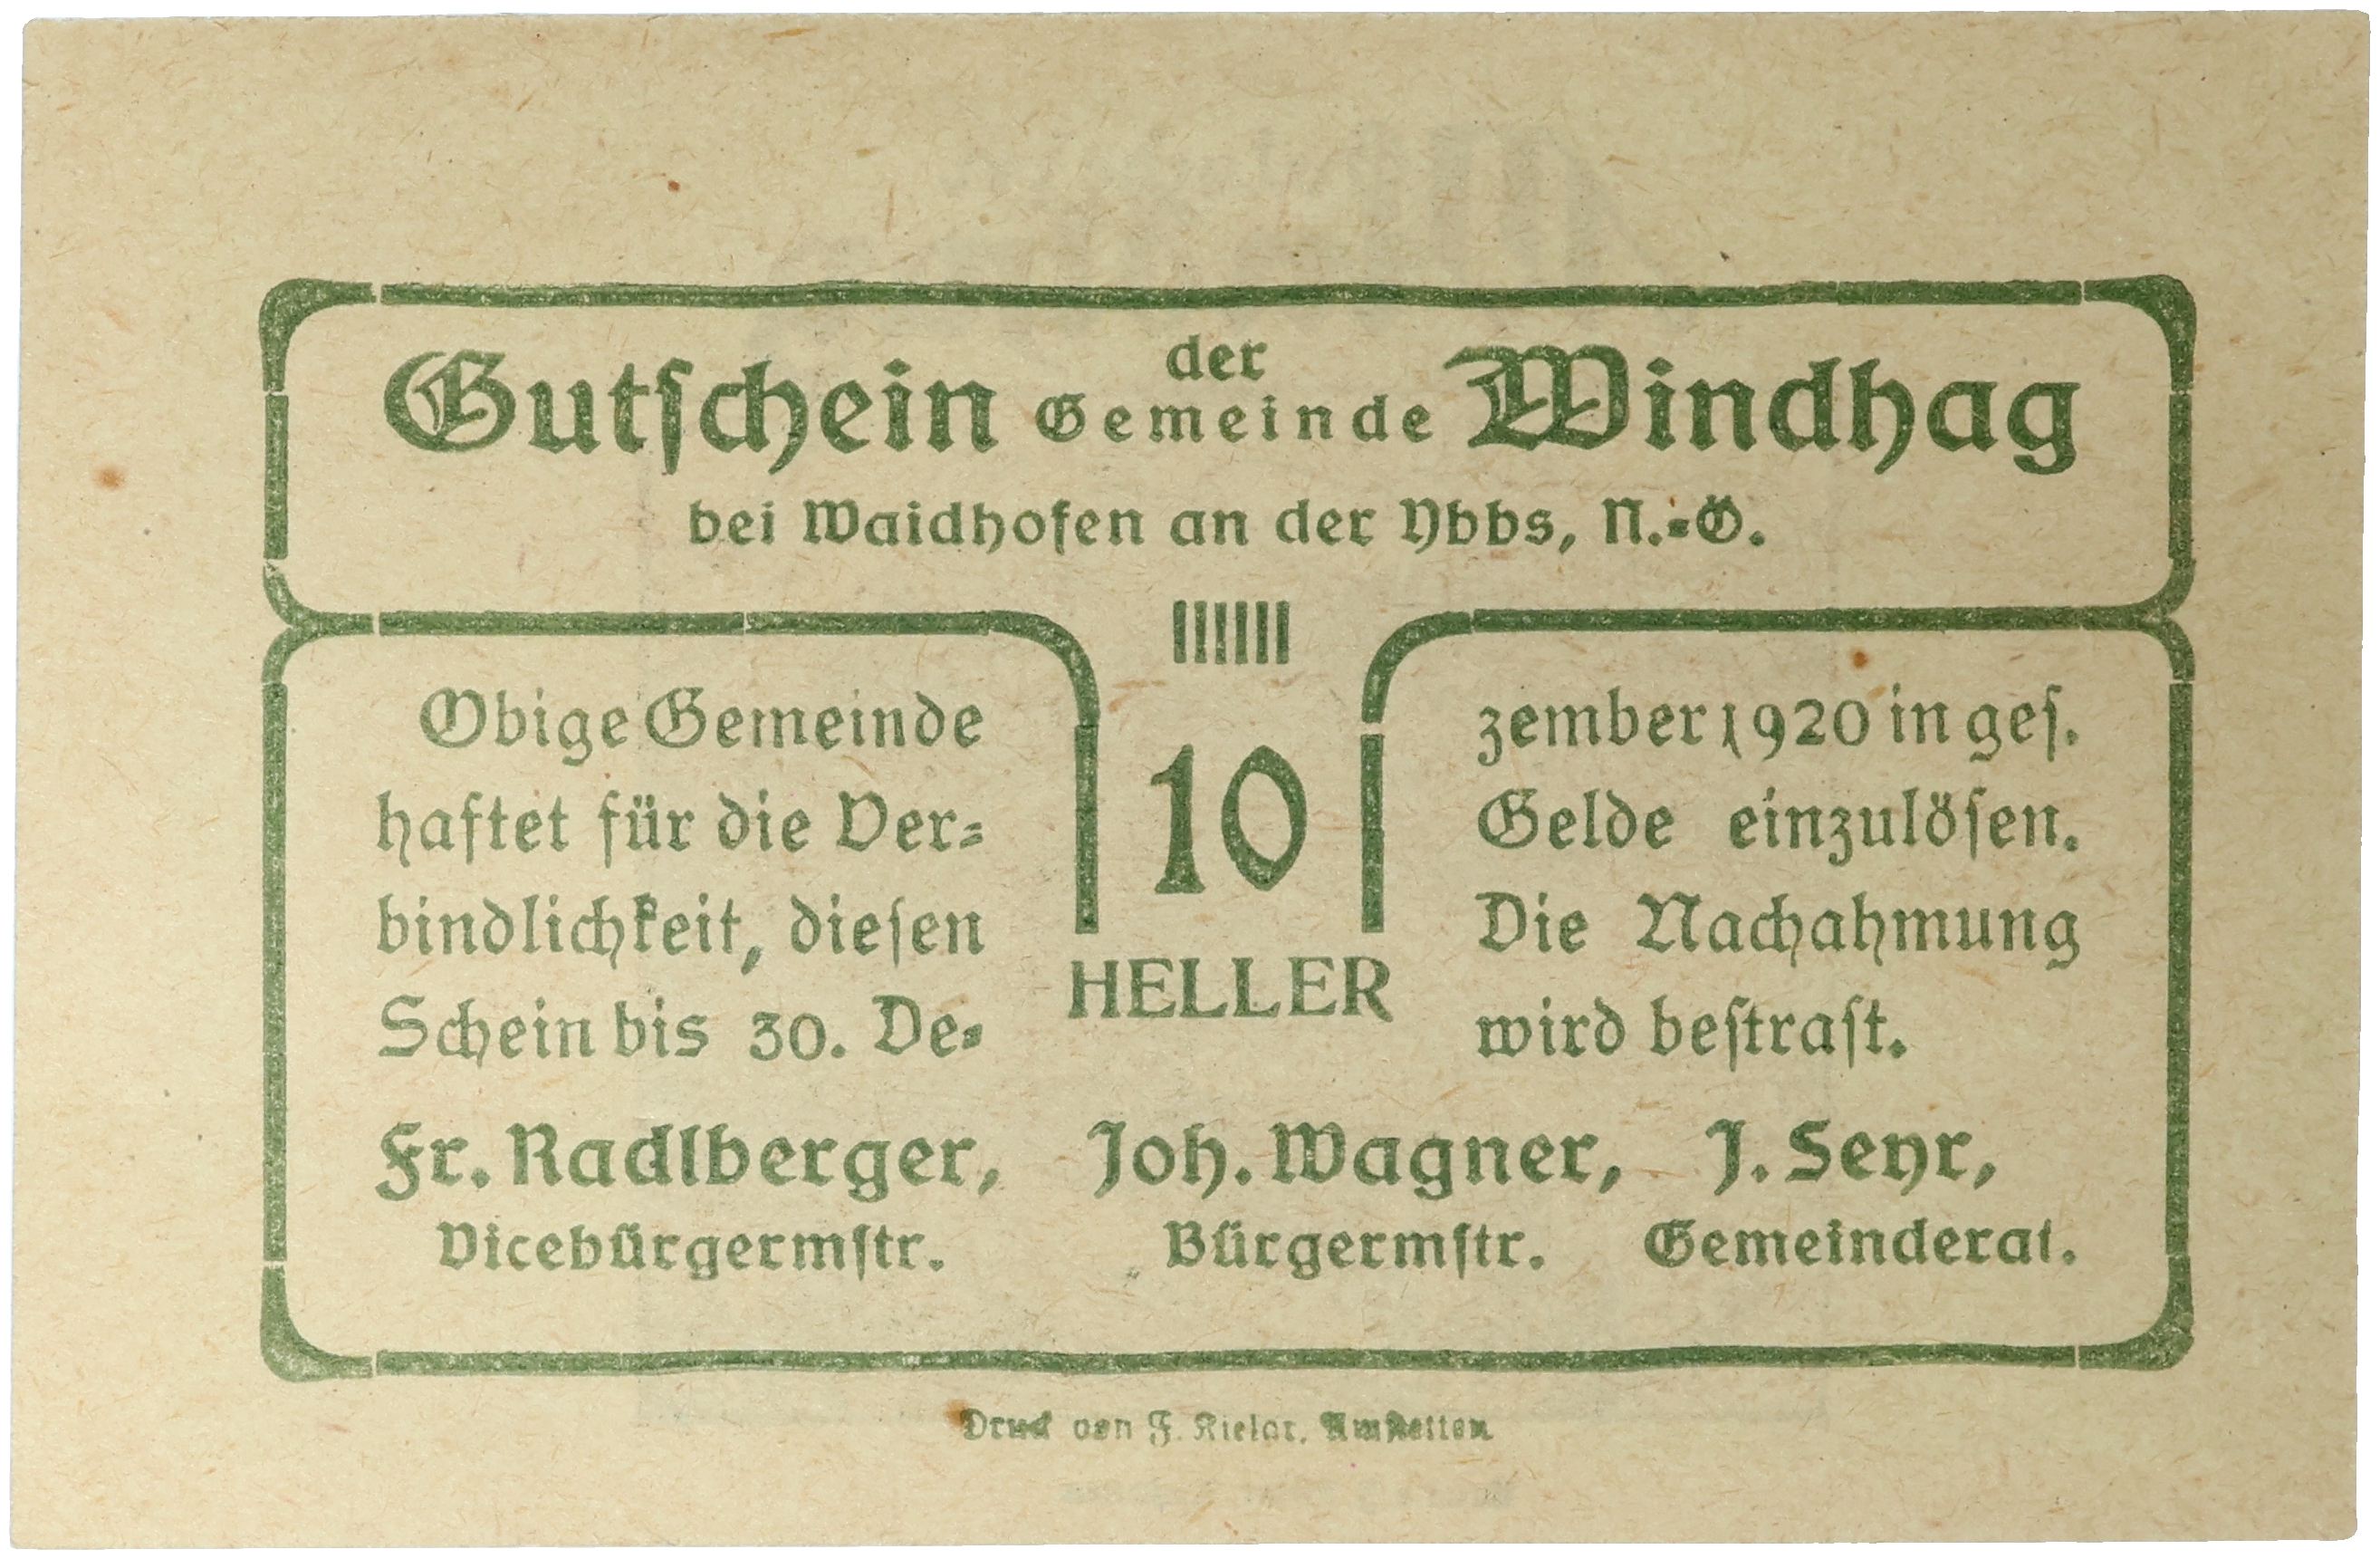 Gutschein der Gemeinde Windhag
bei Waidhofen an der Ybbs, N.-Ö.
Obige Gemeinde
haftet für die Ver-
bindlichkeit, diesen
Schein bis 30. De-
10
HELLER
zember 1920 in ges.
Gelde einzulösen.
Die Nachahmung
wird bestraft.
Fr. Radlberger, Joh. Wagner, J. Seyr,
Vicebürgermstr. Bürgermstr. Gemeinderat.
Druck von F. Kielar, Amstetten